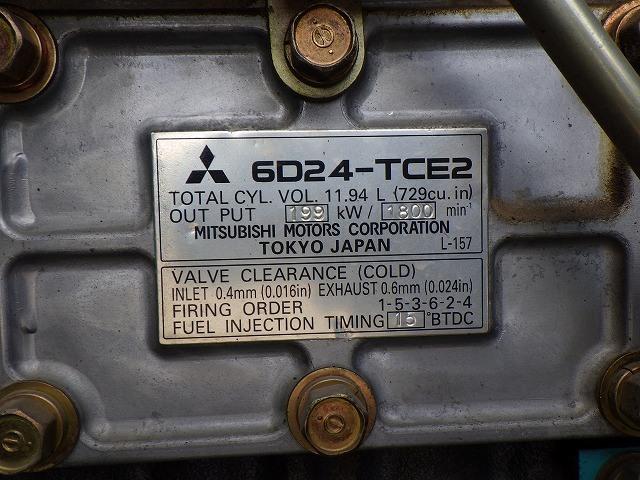 6D24-TCE2
TOTAL CYL. VOL. 11.94 L (729cu. in)
OUT PUT 199 kW / 1800 min⁻¹
MITSUBISHI MOTORS CORPORATION
TOKYO JAPAN L-157
VALVE CLEARANCE (COLD)
INLET 0.4mm (0.016in) EXHAUST 0.6mm (0.024in)
FIRING ORDER 1-5-3-6-2-4
FUEL INJECTION TIMING 15 °BTDC